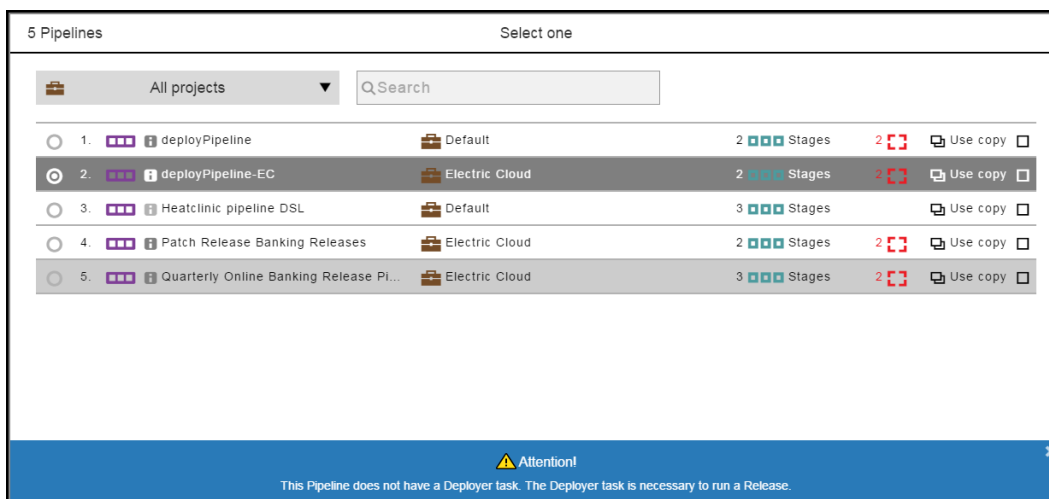 5 Pipelines Select one
All projects Search
1. deployPipeline Default 2 Stages 2 Use copy
2. deployPipeline-EC Electric Cloud 2 Stages 2 Use copy
3. Heatclinic pipeline DSL Default 3 Stages Use copy
4. Patch Release Banking Releases Electric Cloud 2 Stages 2 Use copy
5. Quarterly Online Banking Release Pi... Electric Cloud 3 Stages 2 Use copy
Attention!
This Pipeline does not have a Deployer task. The Deployer task is necessary to run a Release.